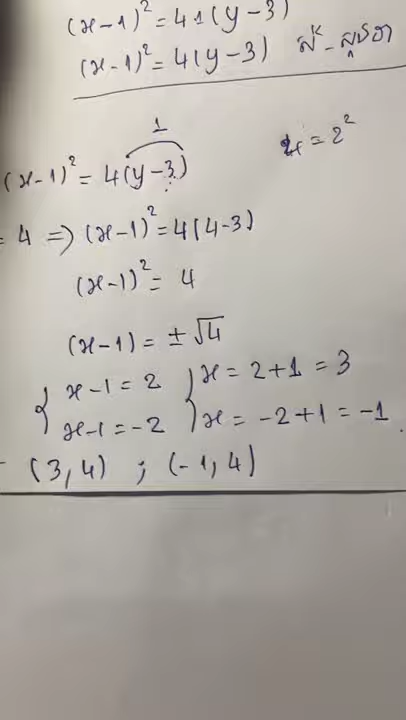 (x-1)² = 41(y-3)
(x-1)² = 4(y-3)
1
(x-1)² = 4(y-3)
4 = 2²
= 4 => (x-1)² = 4(4-3)
(x-1)² = 4
(x-1) = ±√4
{ x-1 = 2 } x = 2+1 = 3
{ x-1 = -2 } x = -2+1 = -1
(3,4) ; (-1,4)